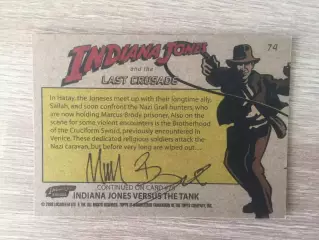 INDIANA JONES
74
and the
LAST CRUSADE
In Hatay, the Joneses meet up with their longtime ally,
Sallah, and soon confront the Nazi Grail hunters, who
are now holding Marcus Brody prisoner. Also on the
scene for some violent encounters is the Brotherhood
of the Cruciform Sword, previously encountered in
Venice. These dedicated religious soldiers attack the
Nazi caravan, but before very long are wiped out...
CONTINUED ON CARD #75
INDIANA JONES VERSUS THE TANK